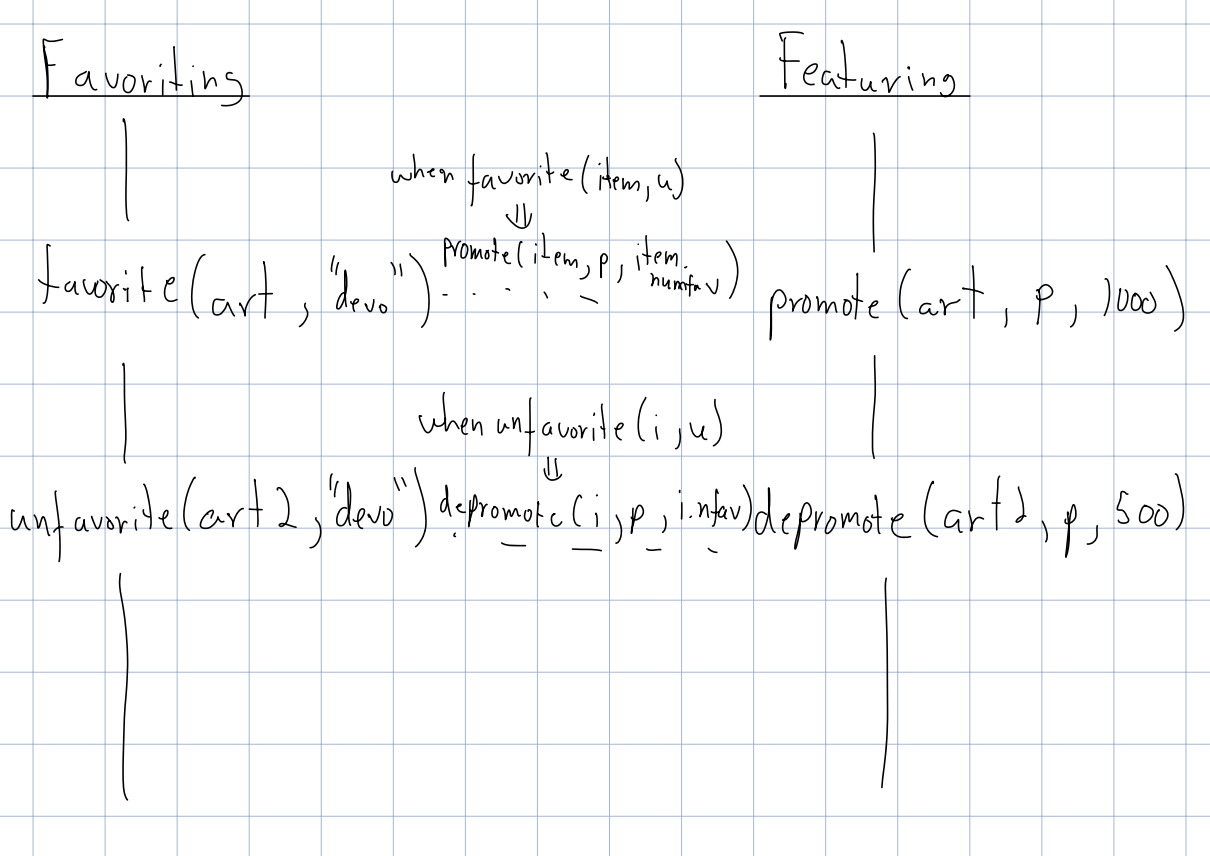 Favoriting
Featuring
when favorite(item, u)
⇓
promote(item, p, item.
numfav)
favorite(art, "devo")
promote(art, p, 1000)
when unfavorite(i, u)
⇓
unfavorite(art2, "devo")
depromote(i, p, i.nfav)
depromote(art2, p, 500)